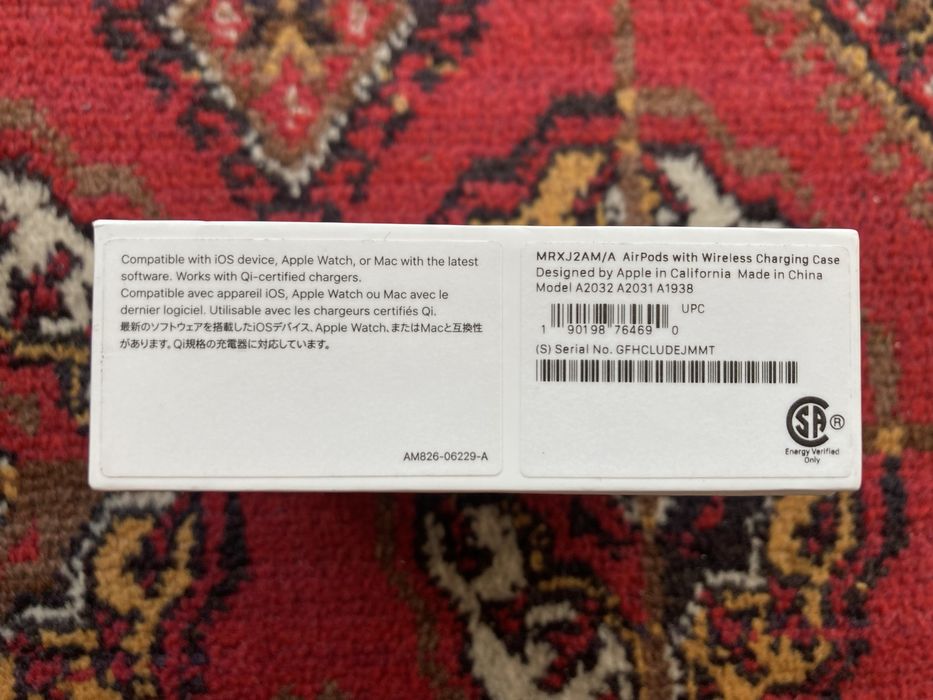 Compatible with iOS device, Apple Watch, or Mac with the latest
software. Works with Qi-certified chargers.
Compatible avec appareil iOS, Apple Watch ou Mac avec le
dernier logiciel. Utilisable avec les chargeurs certifiés Qi.
最新のソフトウェアを搭載したiOSデバイス、Apple Watch、またはMacと互換性
があります。Qi規格の充電器に対応しています。
AM826-06229-A
MRXJ2AM/A AirPods with Wireless Charging Case
Designed by Apple in California Made in China
Model A2032 A2031 A1938
UPC
1 90198 76469 0
(S) Serial No. GFHCLUDEJMMT
CSA ®
Energy Verified
Only